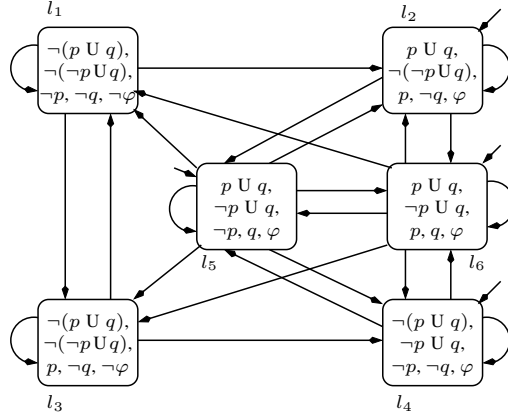 l₁
¬(p U q),
¬(¬p U q),
¬p, ¬q, ¬φ
l₂
p U q,
¬(¬p U q),
p, ¬q, φ
p U q,
¬p U q,
¬p, q, φ
l₅
p U q,
¬p U q,
p, q, φ
l₆
¬(p U q),
¬(¬p U q),
p, ¬q, ¬φ
l₃
¬(p U q),
¬p U q,
¬p, ¬q, φ
l₄